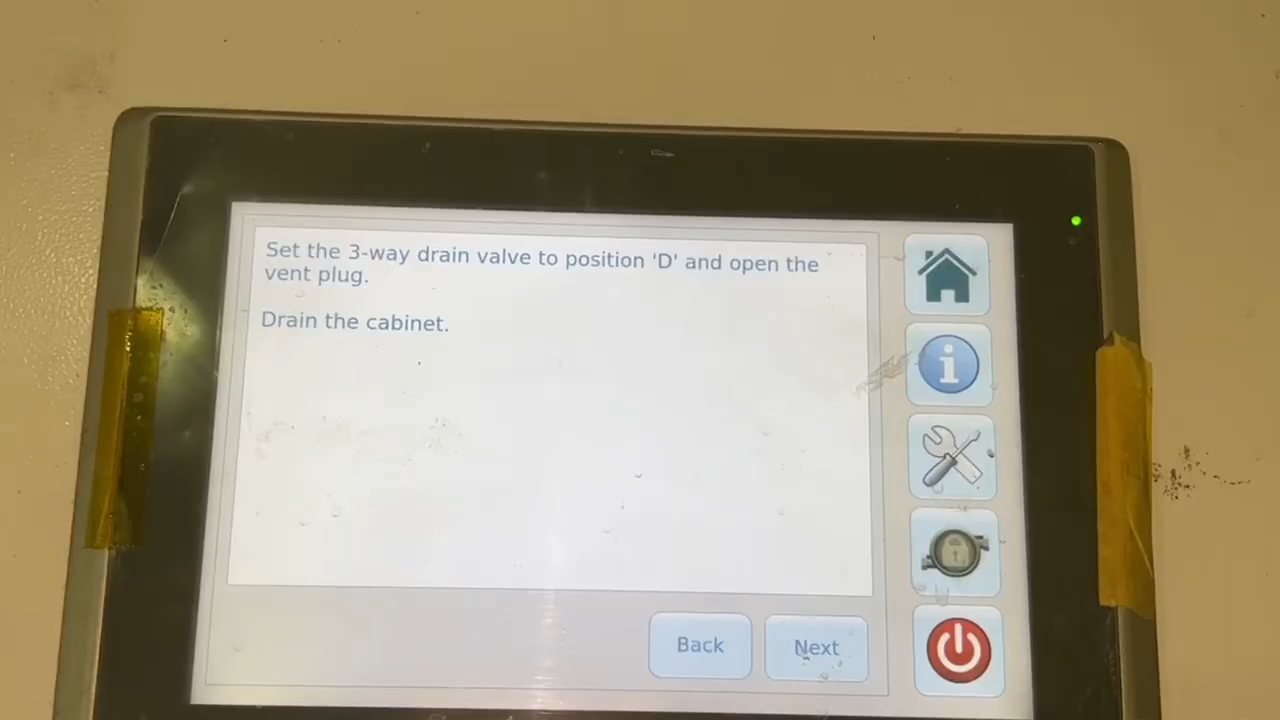 Set the 3-way drain valve to position 'D' and open the
vent plug.
Drain the cabinet.
Back
Next